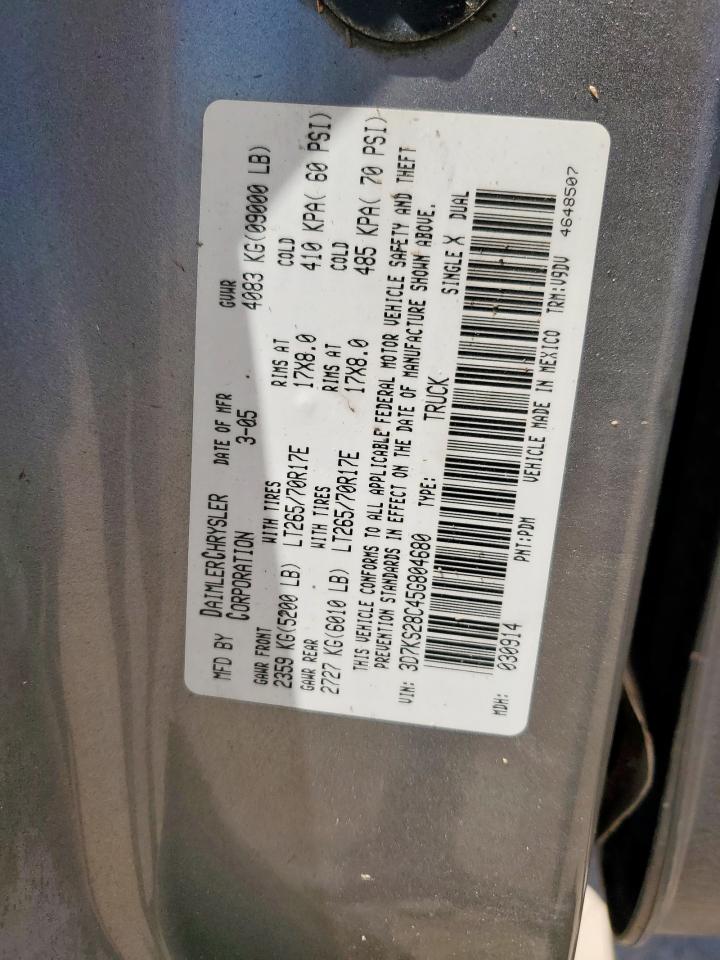 MFD BY DAIMLERCHRYSLER CORPORATION DATE OF MFR 3-05 GVWR 4083 KG(09000 LB)
GAWR FRONT WITH TIRES RIMS AT COLD
2359 KG(5200 LB) LT265/70R17E 17X8.0 410 KPA( 60 PSI)
GAWR REAR WITH TIRES RIMS AT COLD
2727 KG(6010 LB) LT265/70R17E 17X8.0 485 KPA( 70 PSI)
THIS VEHICLE CONFORMS TO ALL APPLICABLE FEDERAL MOTOR VEHICLE SAFETY AND THEFT
PREVENTION STANDARDS IN EFFECT ON THE DATE OF MANUFACTURE SHOWN ABOVE.
VIN: 3D7KS28C45G804680 TYPE: TRUCK SINGLE X DUAL
MDH: 030914 PNT:PDM VEHICLE MADE IN MEXICO TRM:V9DV 4648507